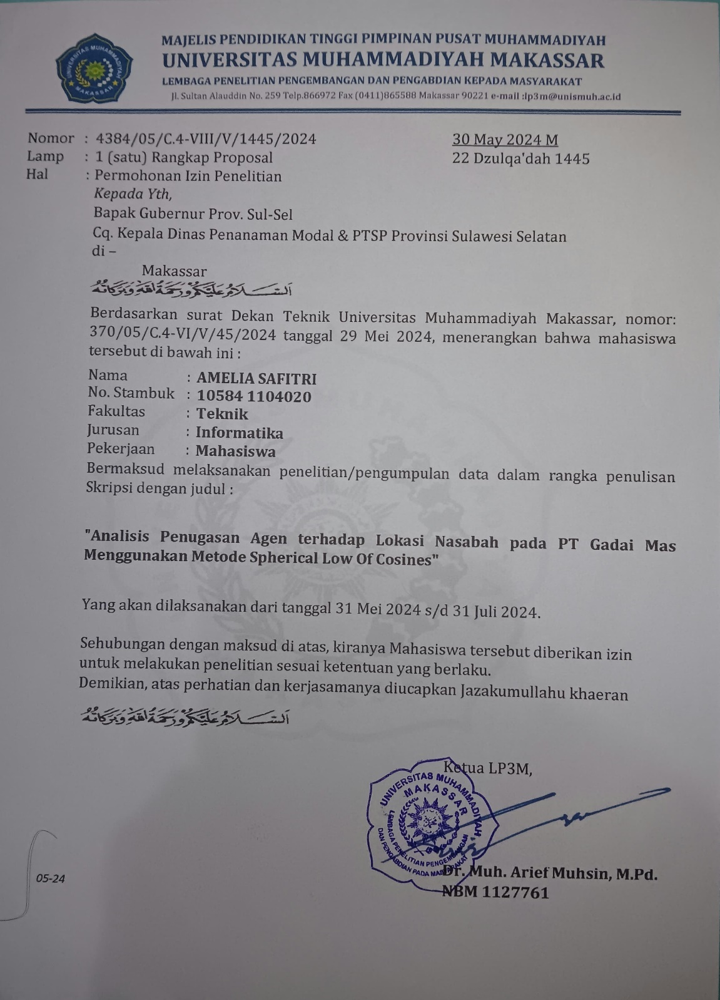 MAJELIS PENDIDIKAN TINGGI PIMPINAN PUSAT MUHAMMADIYAH
UNIVERSITAS MUHAMMADIYAH MAKASSAR
LEMBAGA PENELITIAN PENGEMBANGAN DAN PENGABDIAN KEPADA MASYARAKAT
Jl. Sultan Alauddin No. 259 Telp.866972 Fax (0411)865588 Makassar 90221 e-mail :lp3m@unismuh.ac.id
UNIVERSITAS MUHAMMADIYAH
MAKASSAR
Nomor : 4384/05/C.4-VIII/V/1445/2024
30 May 2024 M
Lamp : 1 (satu) Rangkap Proposal
22 Dzulqa'dah 1445
Hal : Permohonan Izin Penelitian
Kepada Yth,
Bapak Gubernur Prov. Sul-Sel
Cq. Kepala Dinas Penanaman Modal & PTSP Provinsi Sulawesi Selatan
di –
Makassar
اَلسَّلَامُ عَلَيْكُمْ وَرَحْمَةُ اللهِ وَبَرَكَاتُهُ
Berdasarkan surat Dekan Teknik Universitas Muhammadiyah Makassar, nomor:
370/05/C.4-VI/V/45/2024 tanggal 29 Mei 2024, menerangkan bahwa mahasiswa
tersebut di bawah ini :
Nama : AMELIA SAFITRI
No. Stambuk : 10584 1104020
Fakultas : Teknik
Jurusan : Informatika
Pekerjaan : Mahasiswa
Bermaksud melaksanakan penelitian/pengumpulan data dalam rangka penulisan
Skripsi dengan judul :
"Analisis Penugasan Agen terhadap Lokasi Nasabah pada PT Gadai Mas
Menggunakan Metode Spherical Low Of Cosines"
Yang akan dilaksanakan dari tanggal 31 Mei 2024 s/d 31 Juli 2024.
Sehubungan dengan maksud di atas, kiranya Mahasiswa tersebut diberikan izin
untuk melakukan penelitian sesuai ketentuan yang berlaku.
Demikian, atas perhatian dan kerjasamanya diucapkan Jazakumullahu khaeran
اَلسَّلَامُ عَلَيْكُمْ وَرَحْمَةُ اللهِ وَبَرَكَاتُهُ
Ketua LP3M,
UNIVERSITAS MUHAMMADIYAH
MAKASSAR
LEMBAGA PENELITIAN PENGEMBANGAN
DAN PENGABDIAN PADA MASYARAKAT
Dr. Muh. Arief Muhsin, M.Pd.
NBM 1127761
05-24